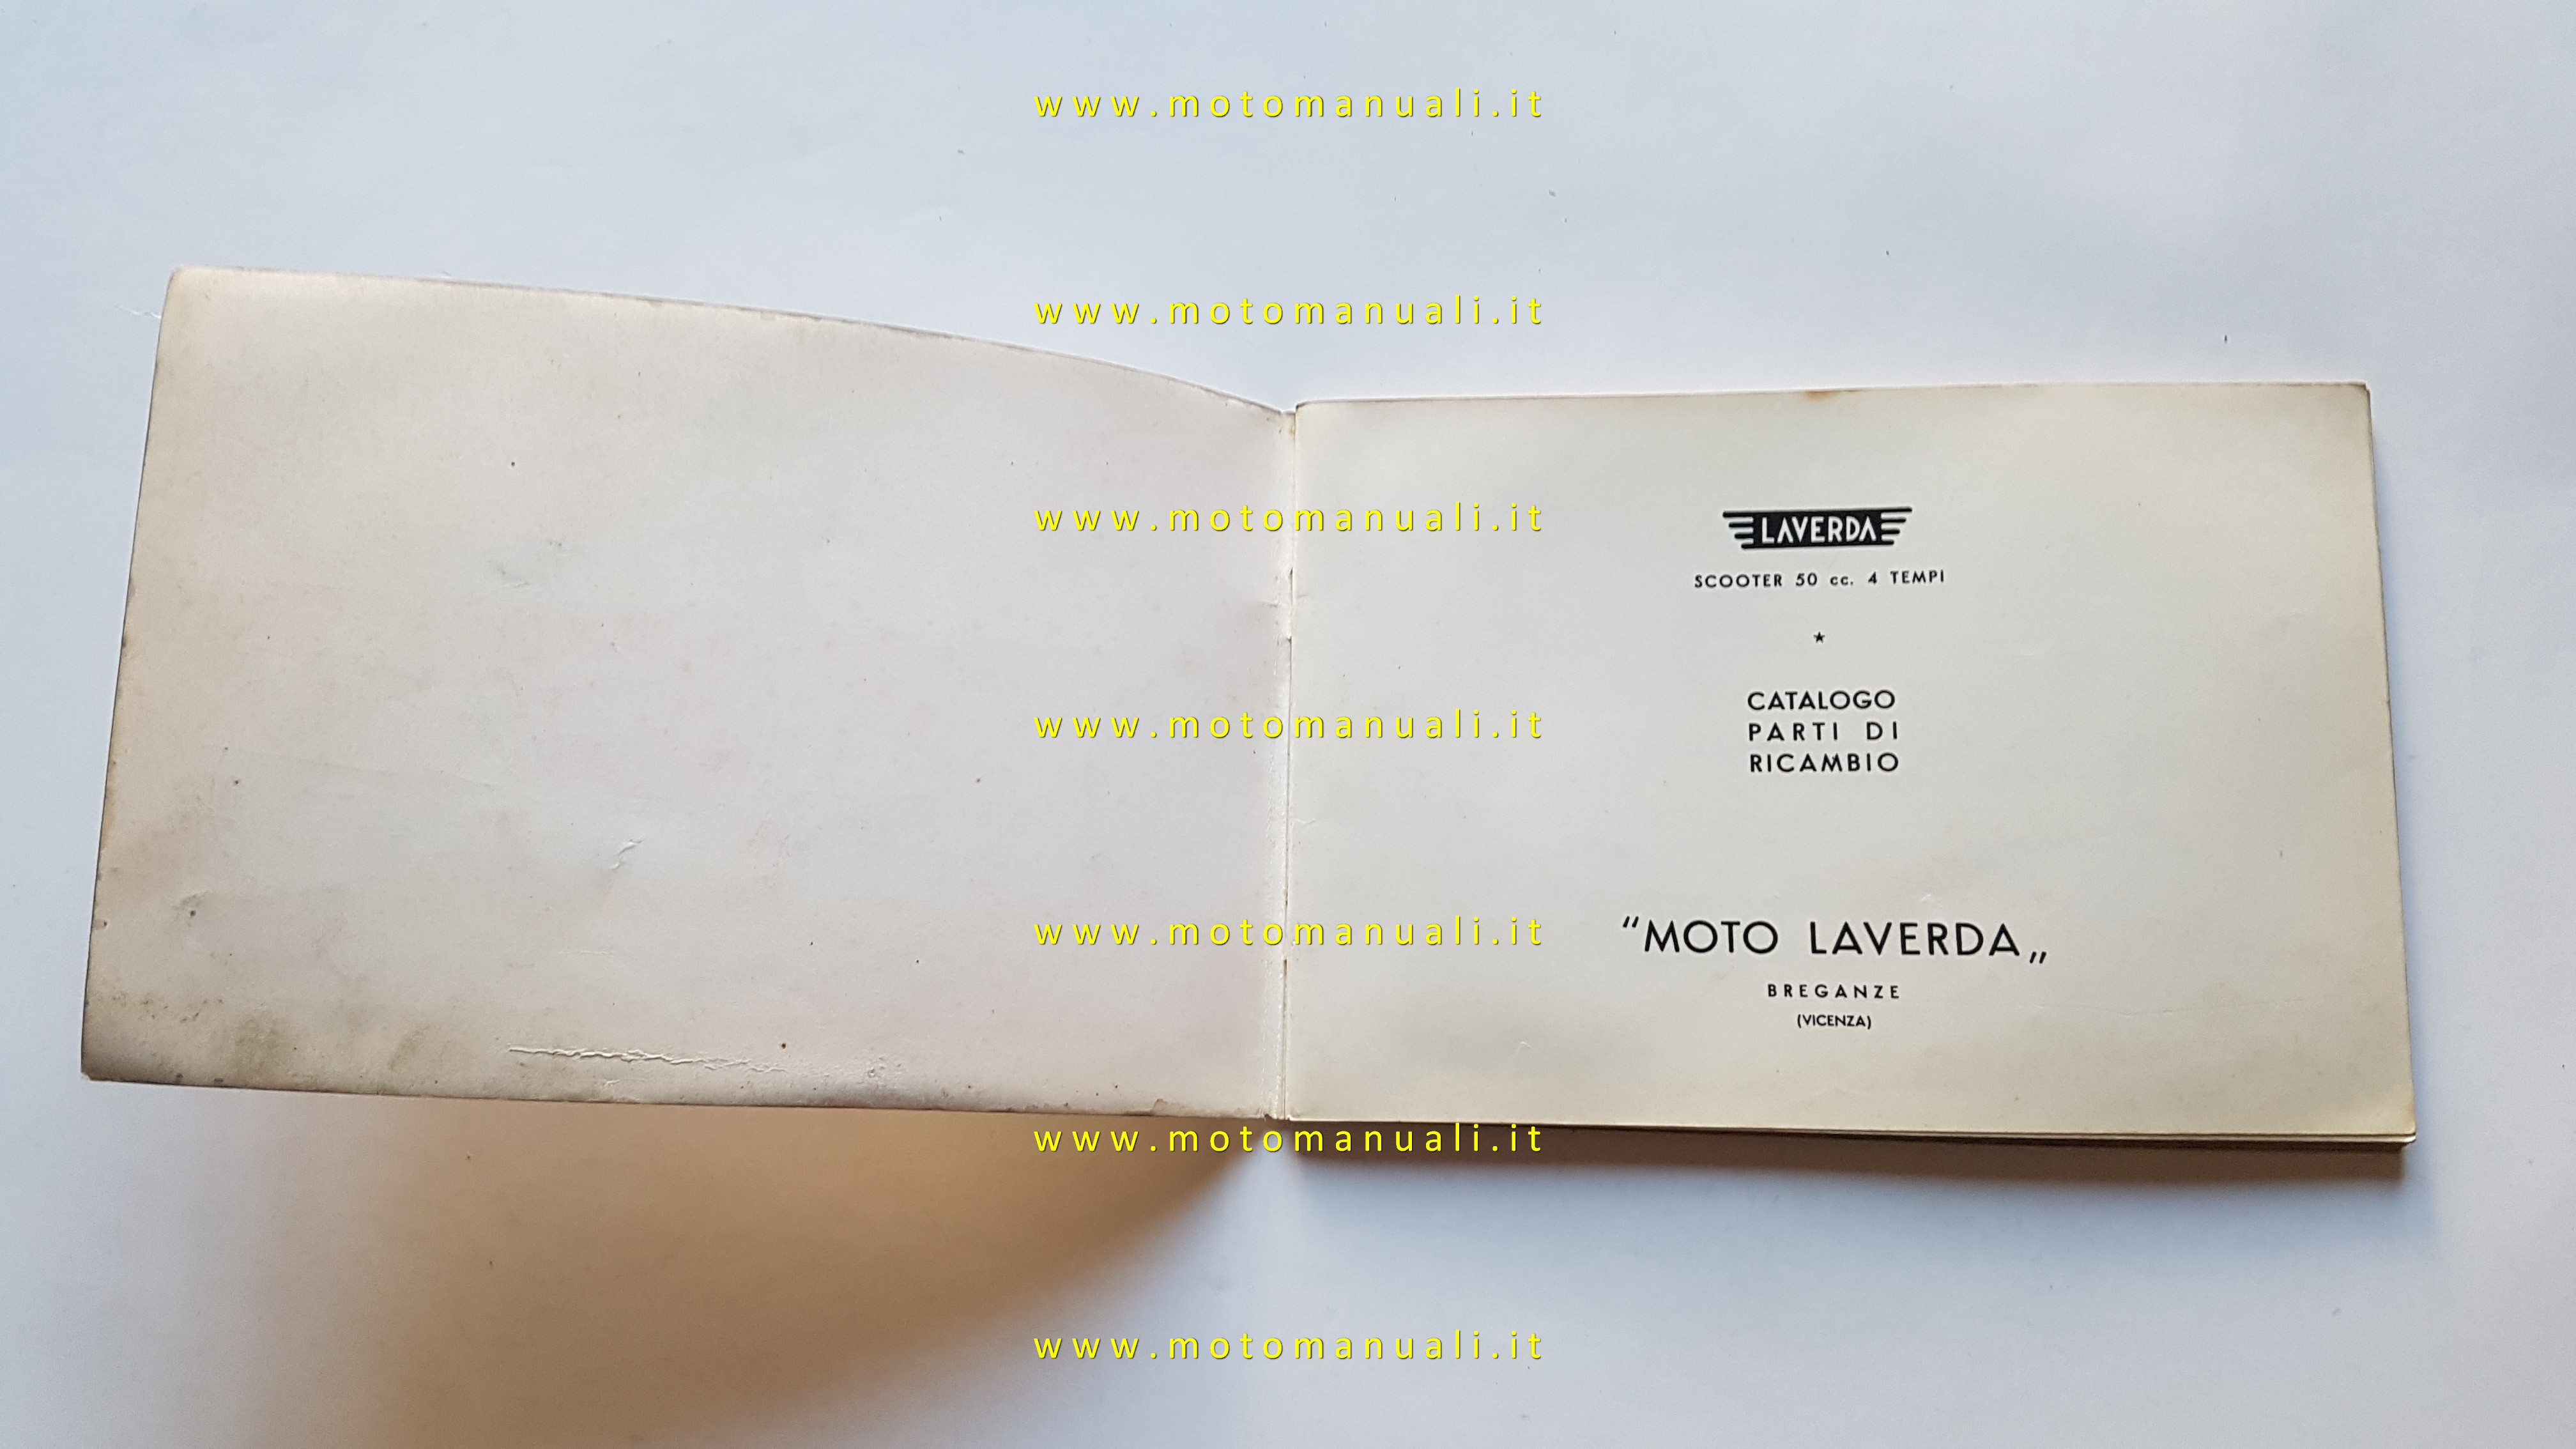 www.motomanuali.it
www.motomanuali.it
www.motomanuali.it
LAVERDA
SCOOTER 50 cc. 4 TEMPI
★
CATALOGO
PARTI DI
RICAMBIO
www.motomanuali.it
"MOTO LAVERDA„
www.motomanuali.it
BREGANZE
(VICENZA)
www.motomanuali.it
www.motomanuali.it